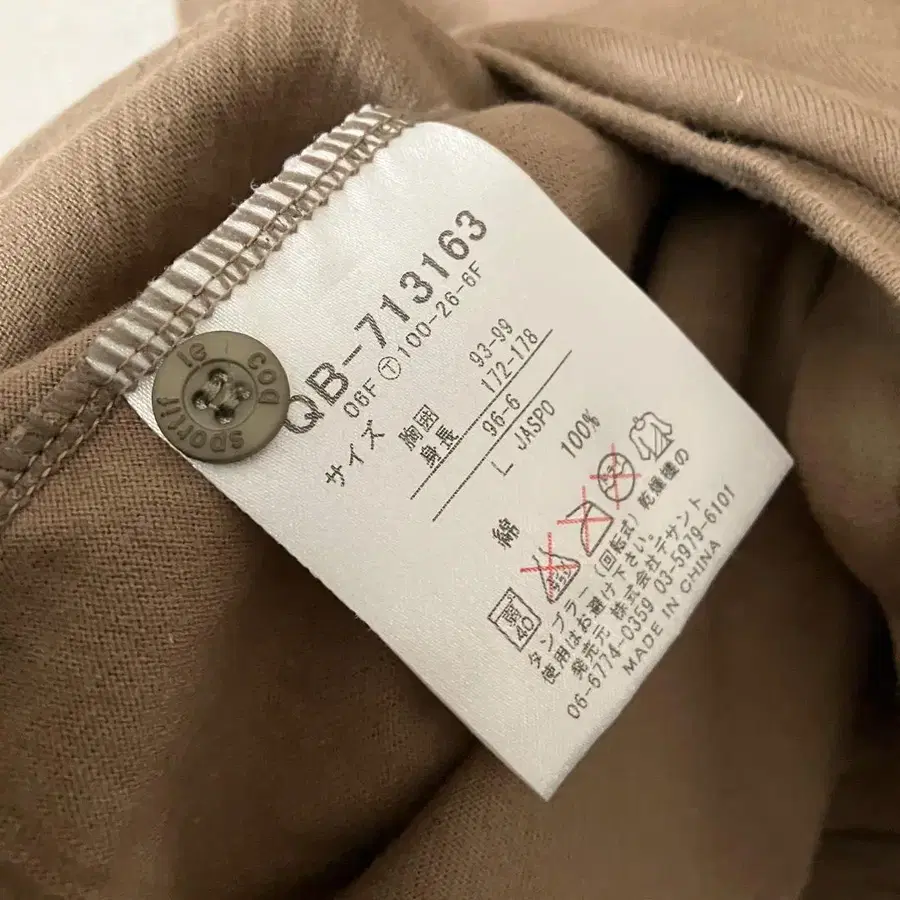 le coq sportif
QB-713163
06F Ⓣ100-26-6F
サイズ 胸囲 93-99
身長 172-178
96-6
L JASPO
綿 100%
弱
40
タンブラー(回転式)乾燥機の
使用はお避け下さい。
発売元 株式会社デサント
06-6774-0359 03-5979-6101
MADE IN CHINA